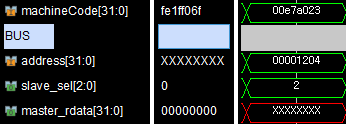 machineCode[31:0] fe1ff06f 00e7a023
BUS
address[31:0] XXXXXXXX 00001204
slave_sel[2:0] 0 2
master_rdata[31:0] 00000000 XXXXXXXX